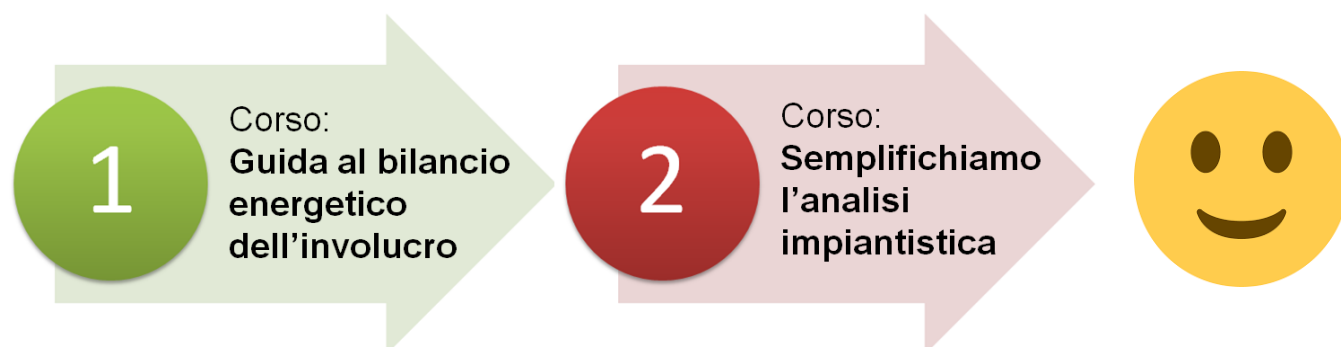 1
Corso:
Guida al bilancio
energetico
dell'involucro
2
Corso:
Semplifichiamo
l'analisi
impiantistica